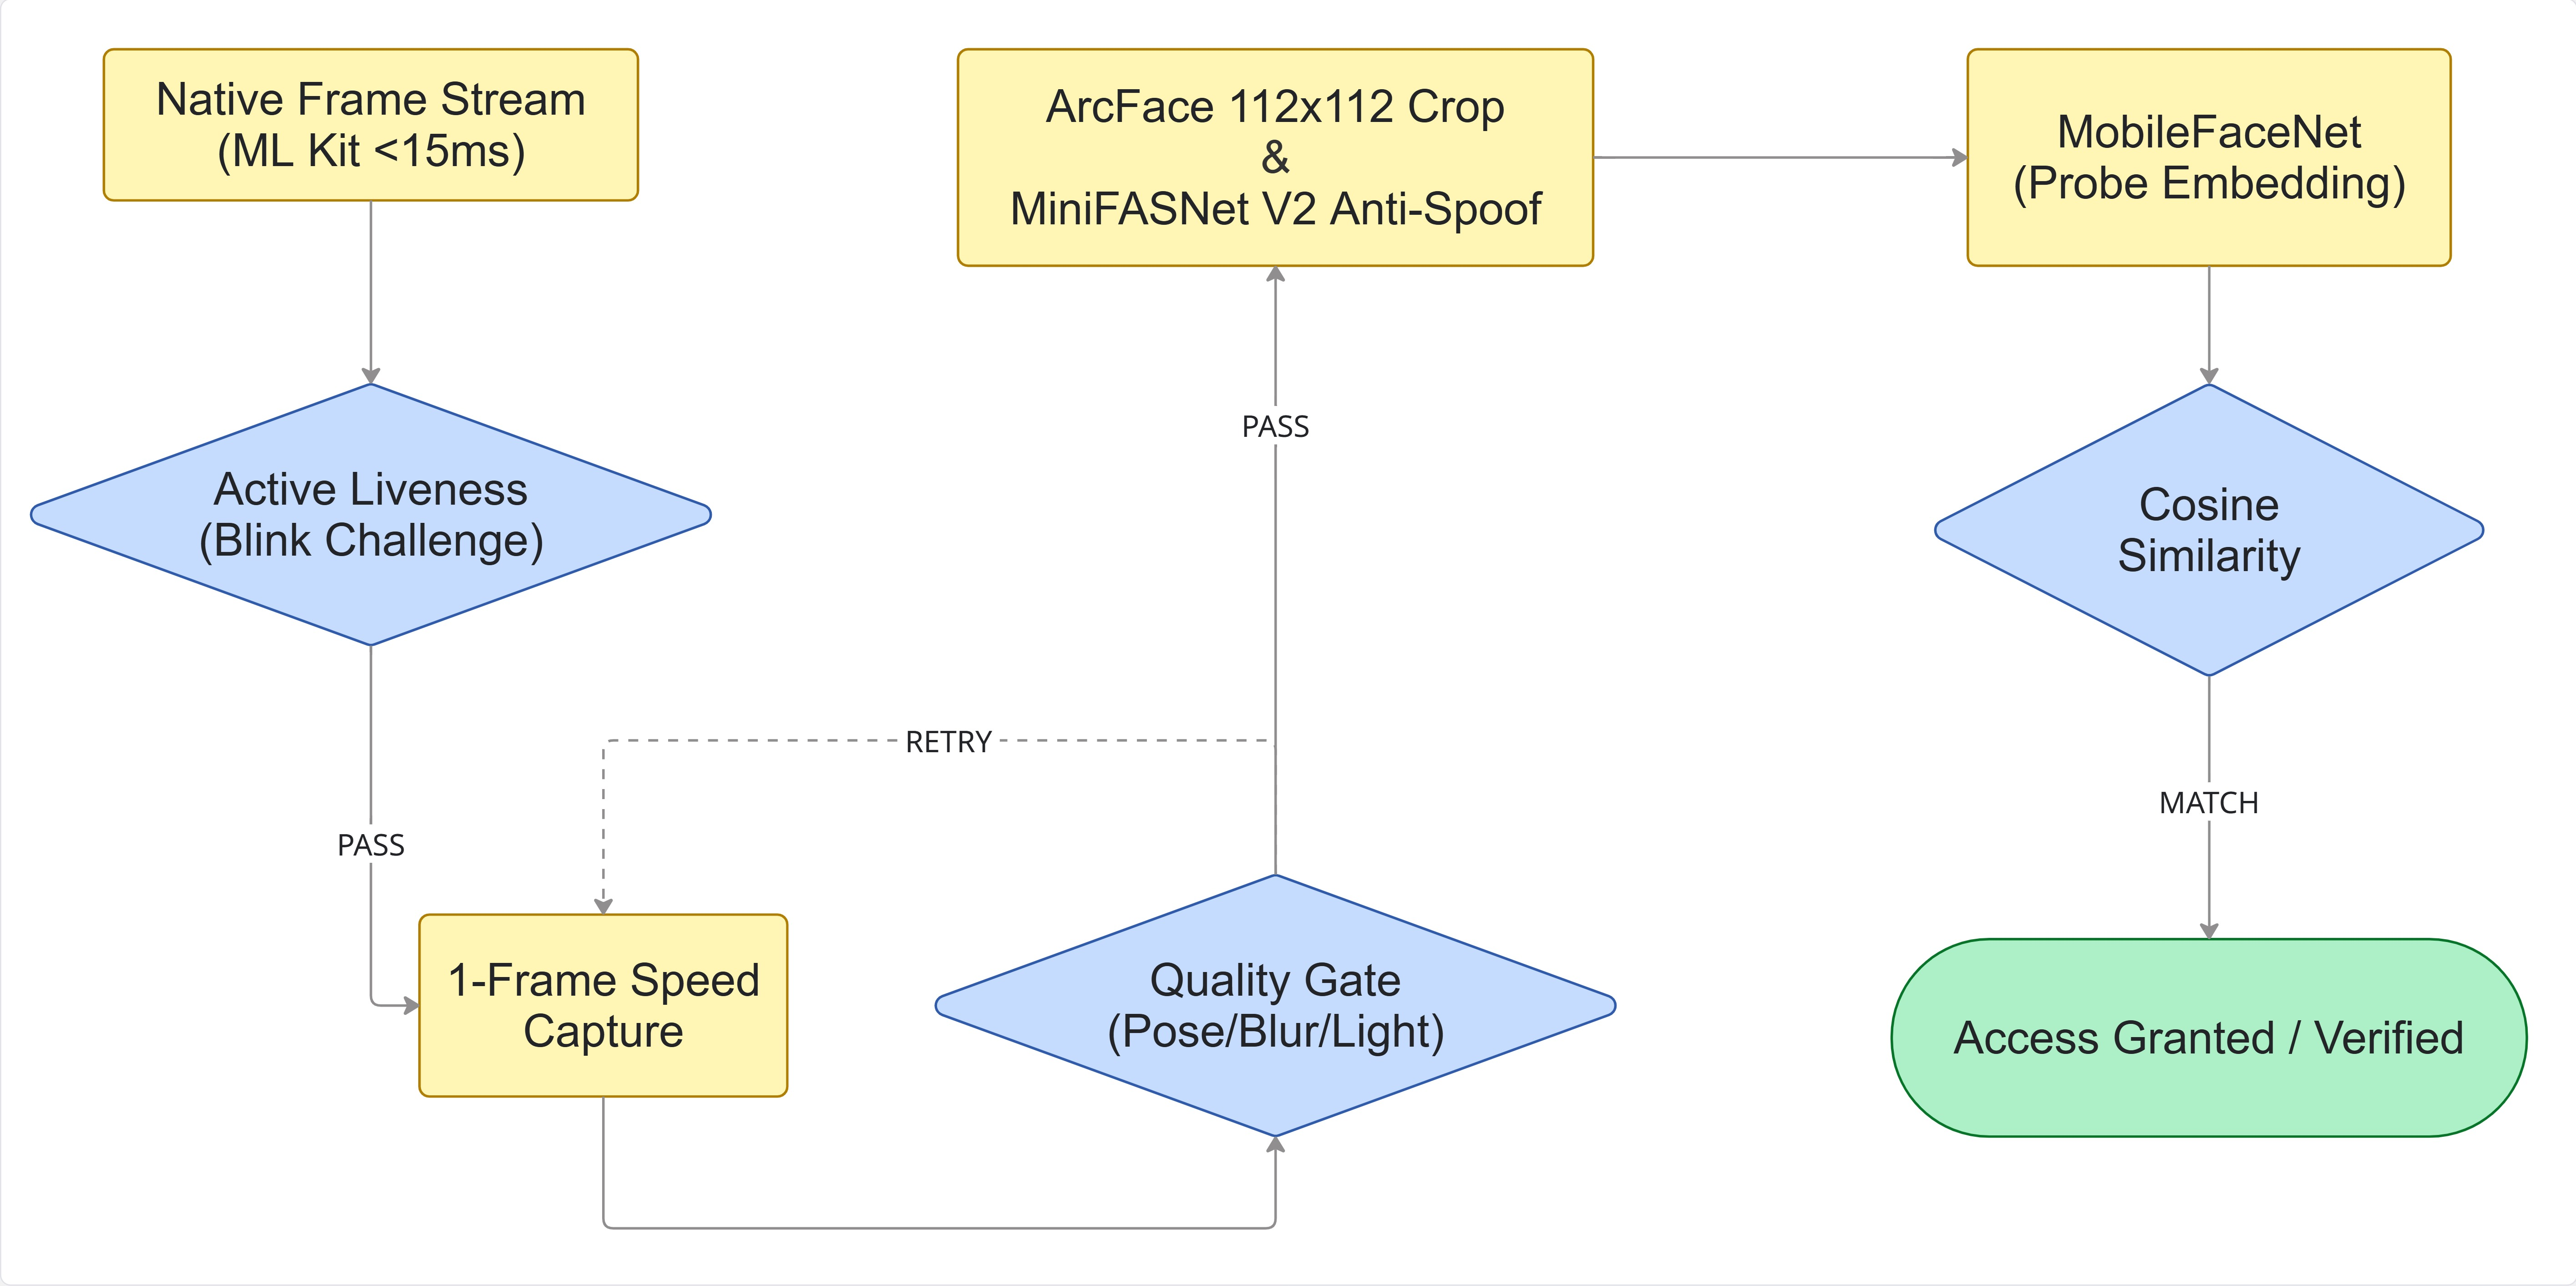 Native Frame Stream
(ML Kit <15ms)
Active Liveness
(Blink Challenge)
PASS
1-Frame Speed
Capture
RETRY
Quality Gate
(Pose/Blur/Light)
PASS
ArcFace 112x112 Crop
&
MiniFASNet V2 Anti-Spoof
MobileFaceNet
(Probe Embedding)
Cosine
Similarity
MATCH
Access Granted / Verified